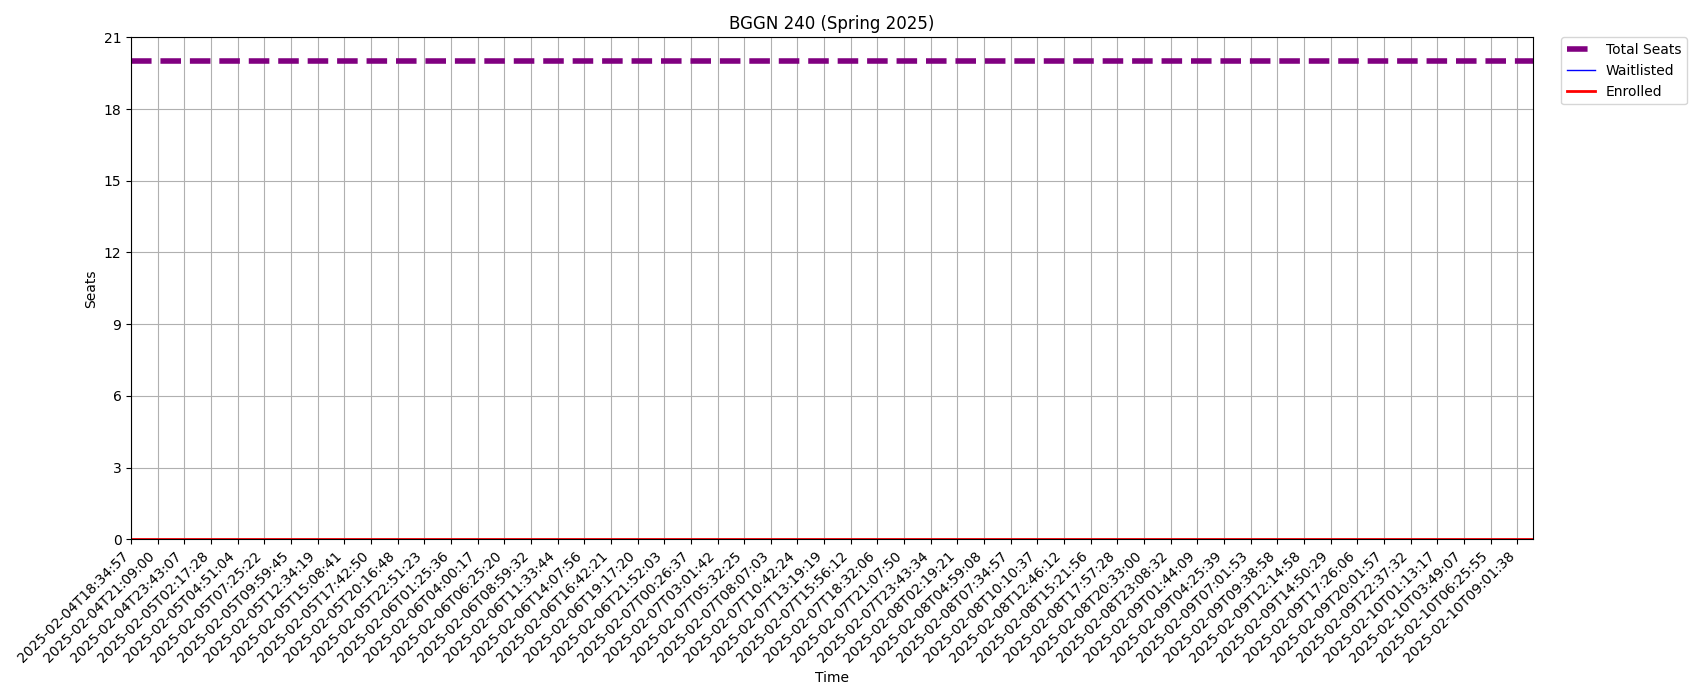 BGGN 240 (Spring 2025)
Total Seats
Waitlisted
Enrolled
Seats
21
18
15
12
9
6
3
0
2025-02-04T18:34:57
2025-02-04T21:09:00
2025-02-04T23:43:07
2025-02-05T02:17:28
2025-02-05T04:51:04
2025-02-05T07:25:22
2025-02-05T09:59:45
2025-02-05T12:34:19
2025-02-05T15:08:41
2025-02-05T17:42:50
2025-02-05T20:16:48
2025-02-05T22:51:23
2025-02-06T01:25:36
2025-02-06T04:00:17
2025-02-06T06:25:20
2025-02-06T08:59:32
2025-02-06T11:33:44
2025-02-06T14:07:56
2025-02-06T16:42:21
2025-02-06T19:17:20
2025-02-06T21:52:03
2025-02-07T00:26:37
2025-02-07T03:01:42
2025-02-07T05:32:25
2025-02-07T08:07:03
2025-02-07T10:42:24
2025-02-07T13:19:19
2025-02-07T15:56:12
2025-02-07T18:32:06
2025-02-07T21:07:50
2025-02-07T23:43:34
2025-02-08T02:19:21
2025-02-08T04:59:08
2025-02-08T07:34:57
2025-02-08T10:10:37
2025-02-08T12:46:12
2025-02-08T15:21:56
2025-02-08T17:57:28
2025-02-08T20:33:00
2025-02-08T23:08:32
2025-02-09T01:44:09
2025-02-09T04:25:39
2025-02-09T07:01:53
2025-02-09T09:38:58
2025-02-09T12:14:58
2025-02-09T14:50:29
2025-02-09T17:26:06
2025-02-09T20:01:57
2025-02-09T22:37:32
2025-02-10T01:13:17
2025-02-10T03:49:07
2025-02-10T06:25:55
2025-02-10T09:01:38
Time